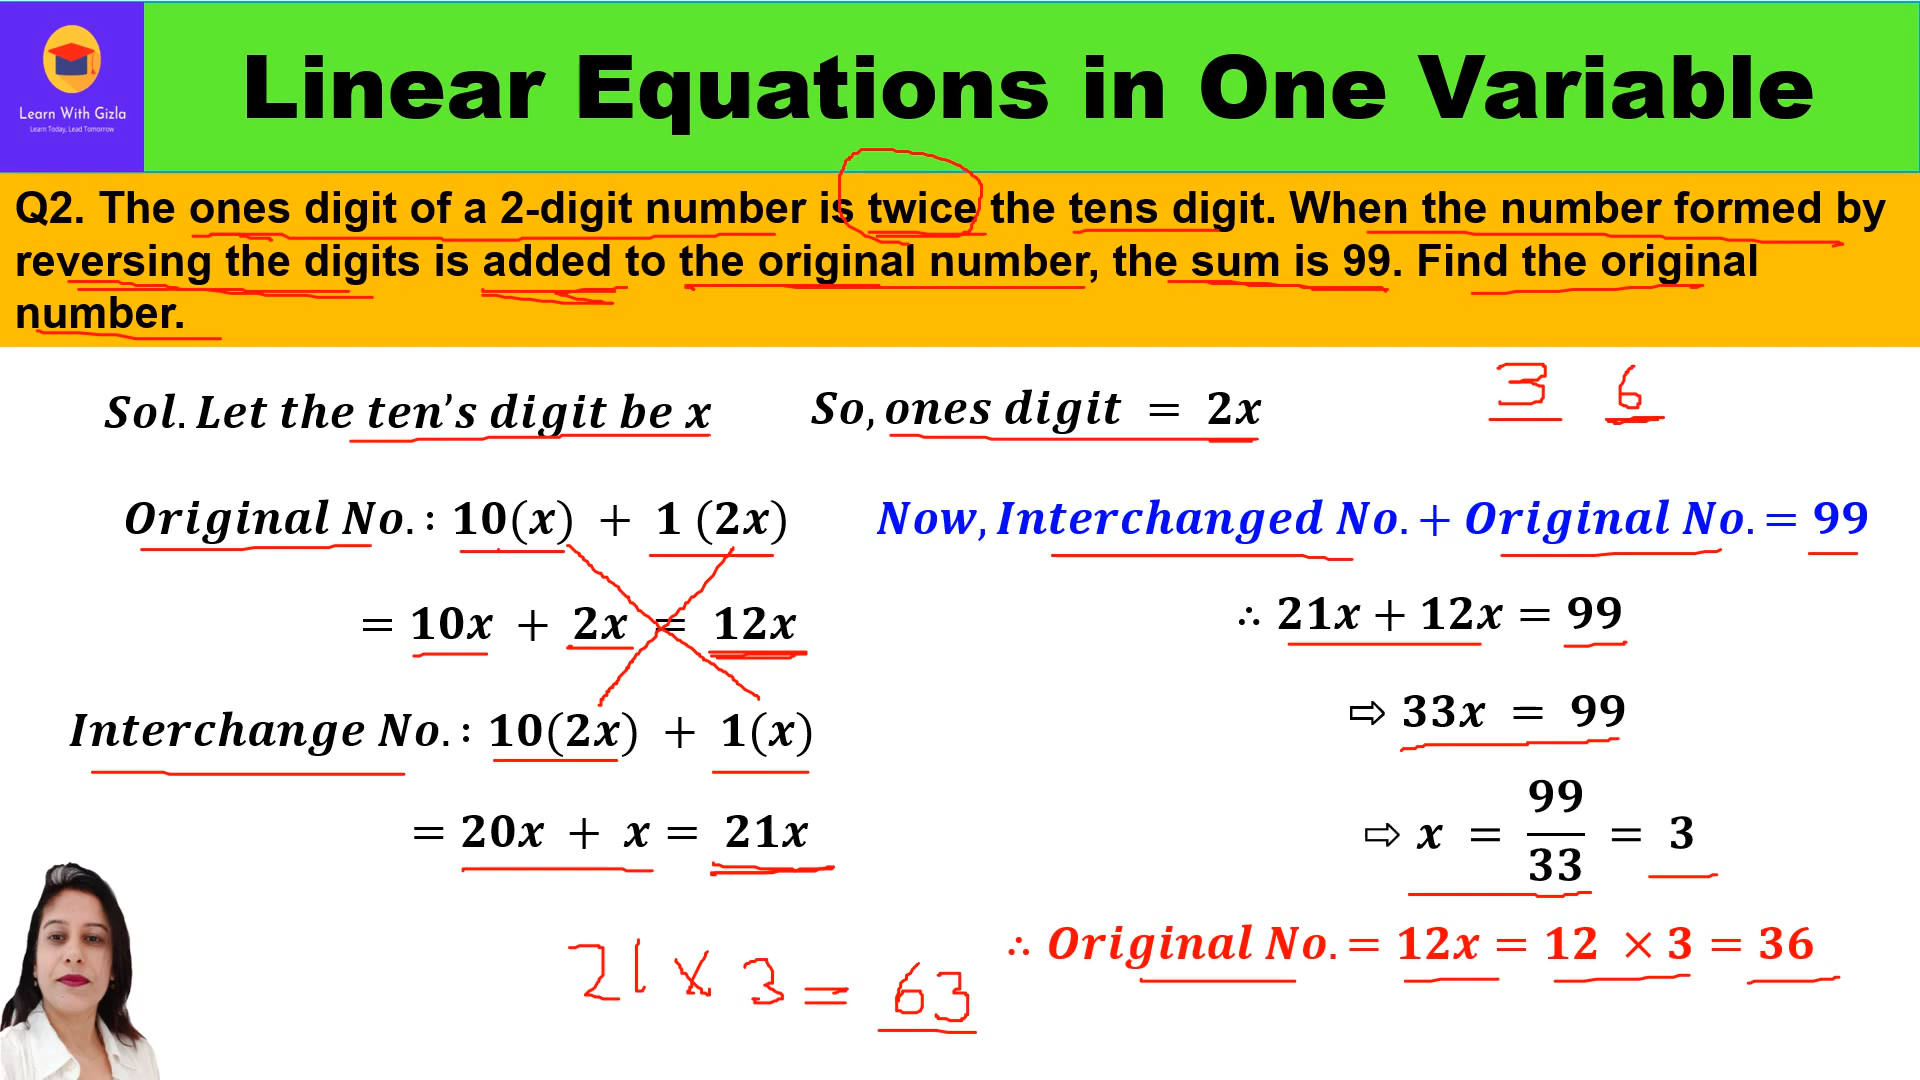 Learn With Gizla
Learn Today, Lead Tomorrow
Linear Equations in One Variable
Q2. The ones digit of a 2-digit number is twice the tens digit. When the number formed by
reversing the digits is added to the original number, the sum is 99. Find the original
number.
3 6
Sol. Let the ten's digit be x
So, ones digit = 2x
Original No.: 10(x) + 1 (2x)
= 10x + 2x = 12x
Interchange No.: 10(2x) + 1(x)
= 20x + x = 21x
21 x 3 = 63
Now, Interchanged No. + Original No. = 99
∴ 21x + 12x = 99
⇨ 33x = 99
⇨ x = 99/33 = 3
∴ Original No. = 12x = 12 × 3 = 36